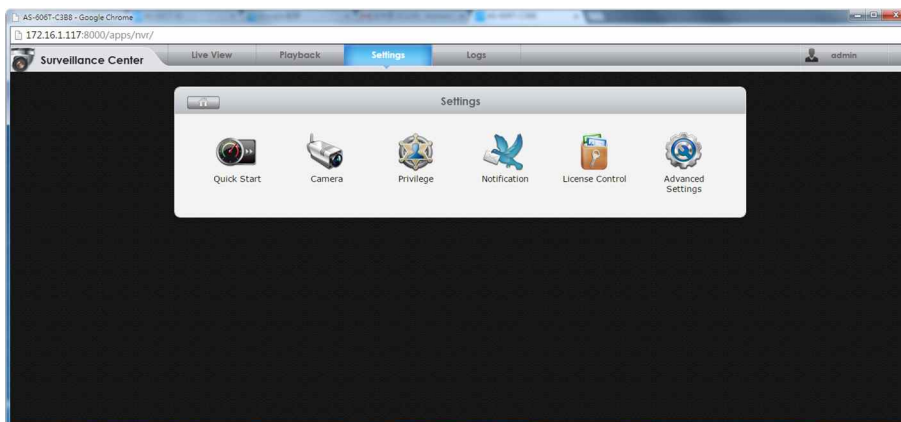 AS-606T-C3B8 - Google Chrome
172.16.1.117:8000/apps/nvr/
Surveillance Center
Live View
Playback
Settings
Logs
admin
Settings
Quick Start
Camera
Privilege
Notification
License Control
Advanced
Settings